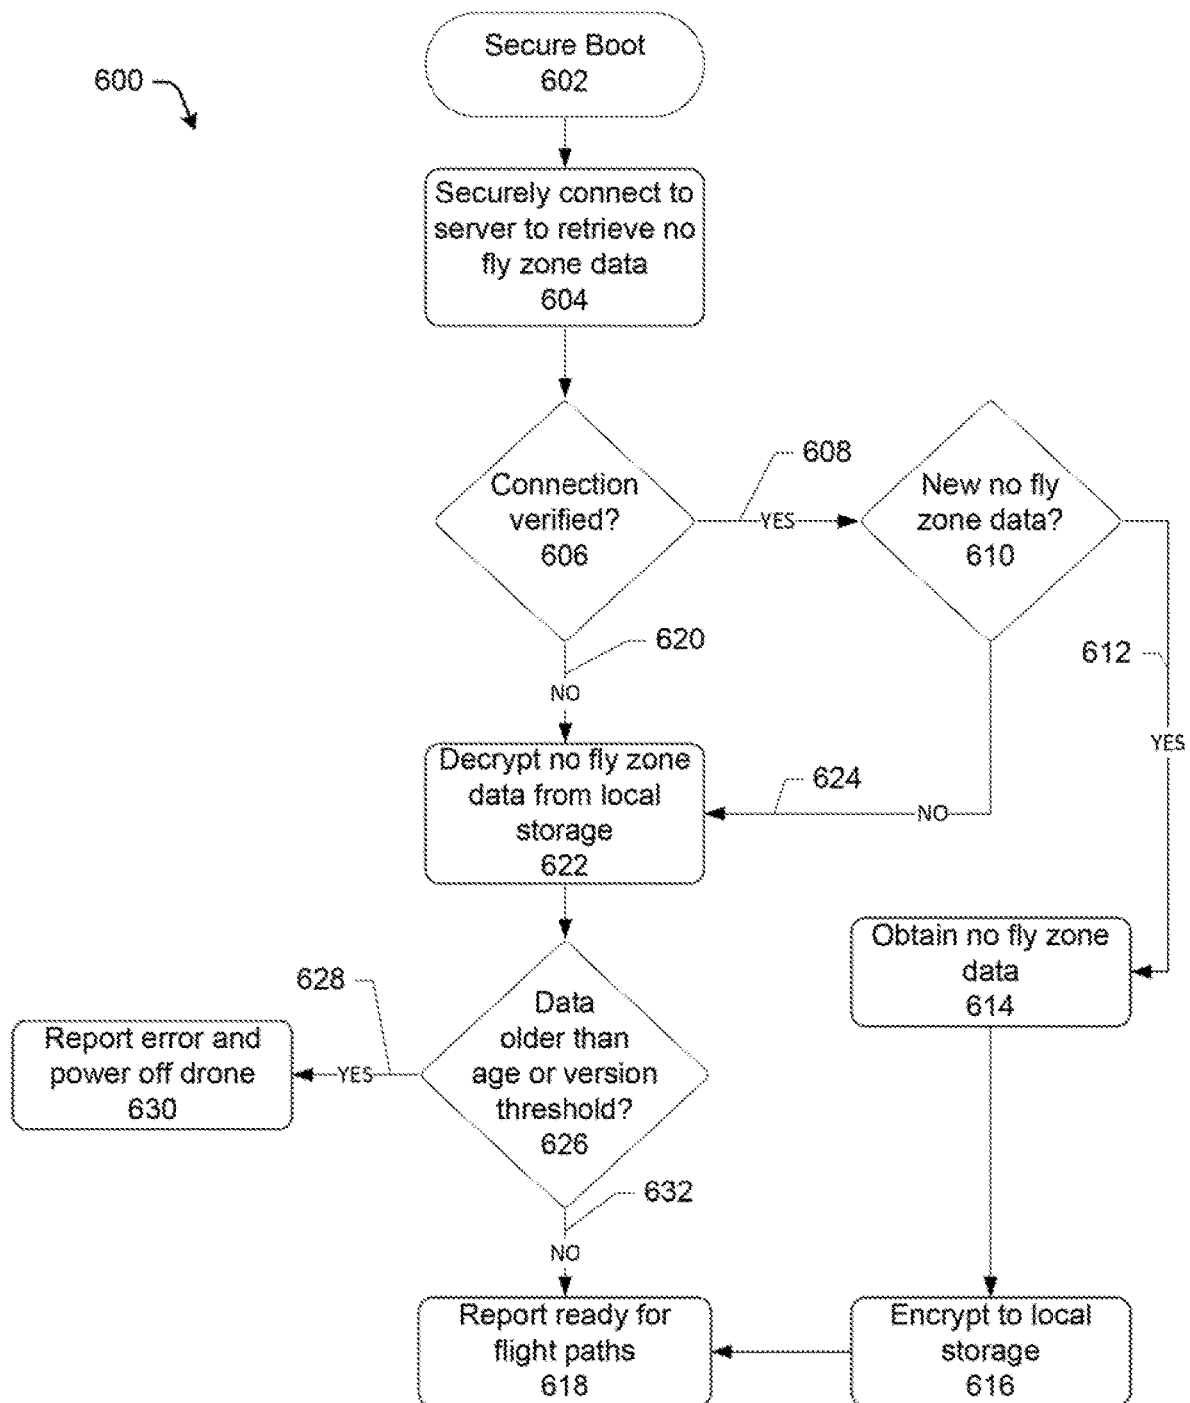 Secure Boot
602
600
Securely connect to
server to retrieve no
fly zone data
604
Connection
verified?
606
608
YES
New no fly
zone data?
610
620
NO
612
YES
Decrypt no fly zone
data from local
storage
622
624
NO
Obtain no fly zone
data
614
628
Data
older than
age or version
threshold?
626
YES
Report error and
power off drone
630
632
NO
Report ready for
flight paths
618
Encrypt to local
storage
616